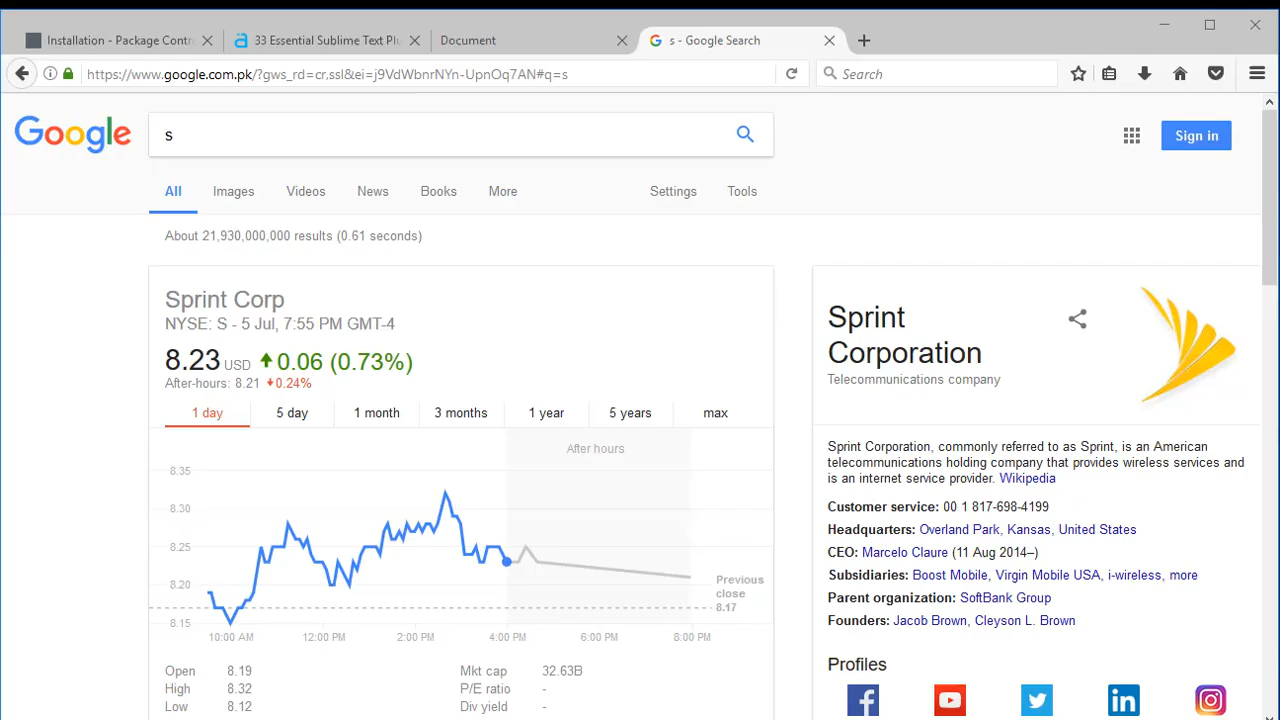 Installation - Package Contr
33 Essential Sublime Text Plu
Document
s - Google Search
https://www.google.com.pk/?gws_rd=cr,ssl&ei=j9VdWbnrNYn-UpnOq7AN#q=s
Search
Google
s
Sign in
All
Images
Videos
News
Books
More
Settings
Tools
About 21,930,000,000 results (0.61 seconds)
Sprint Corp
NYSE: S - 5 Jul, 7:55 PM GMT-4
8.23 USD 0.06 (0.73%)
After-hours: 8.21 0.24%
1 day
5 day
1 month
3 months
1 year
5 years
max
After hours
8.35
8.30
8.25
8.20
8.15
Previous
close
8.17
10:00 AM
12:00 PM
2:00 PM
4:00 PM
6:00 PM
8:00 PM
Open 8.19
High 8.32
Low 8.12
Mkt cap 32.63B
P/E ratio -
Div yield -
Sprint
Corporation
Telecommunications company
Sprint Corporation, commonly referred to as Sprint, is an American
telecommunications holding company that provides wireless services and
is an internet service provider. Wikipedia
Customer service: 00 1 817-698-4199
Headquarters: Overland Park, Kansas, United States
CEO: Marcelo Claure (11 Aug 2014–)
Subsidiaries: Boost Mobile, Virgin Mobile USA, i-wireless, more
Parent organization: SoftBank Group
Founders: Jacob Brown, Cleyson L. Brown
Profiles